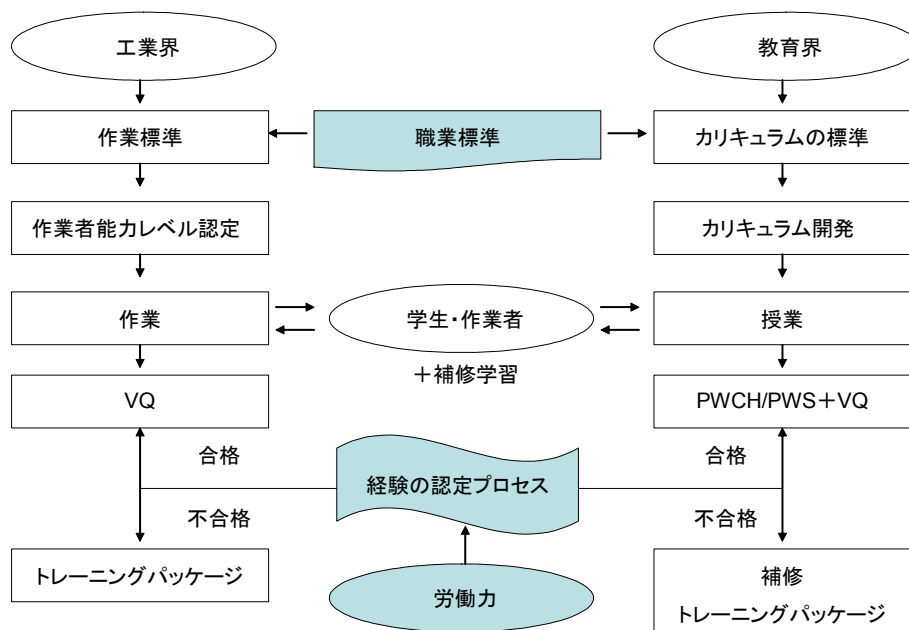 工業界
教育界
作業標準
職業標準
カリキュラムの標準
作業者能力レベル認定
カリキュラム開発
作業
学生・作業者
授業
＋補修学習
VQ
PWCH/PWS＋VQ
合格
合格
経験の認定プロセス
不合格
不合格
トレーニングパッケージ
労働力
補修
トレーニングパッケージ